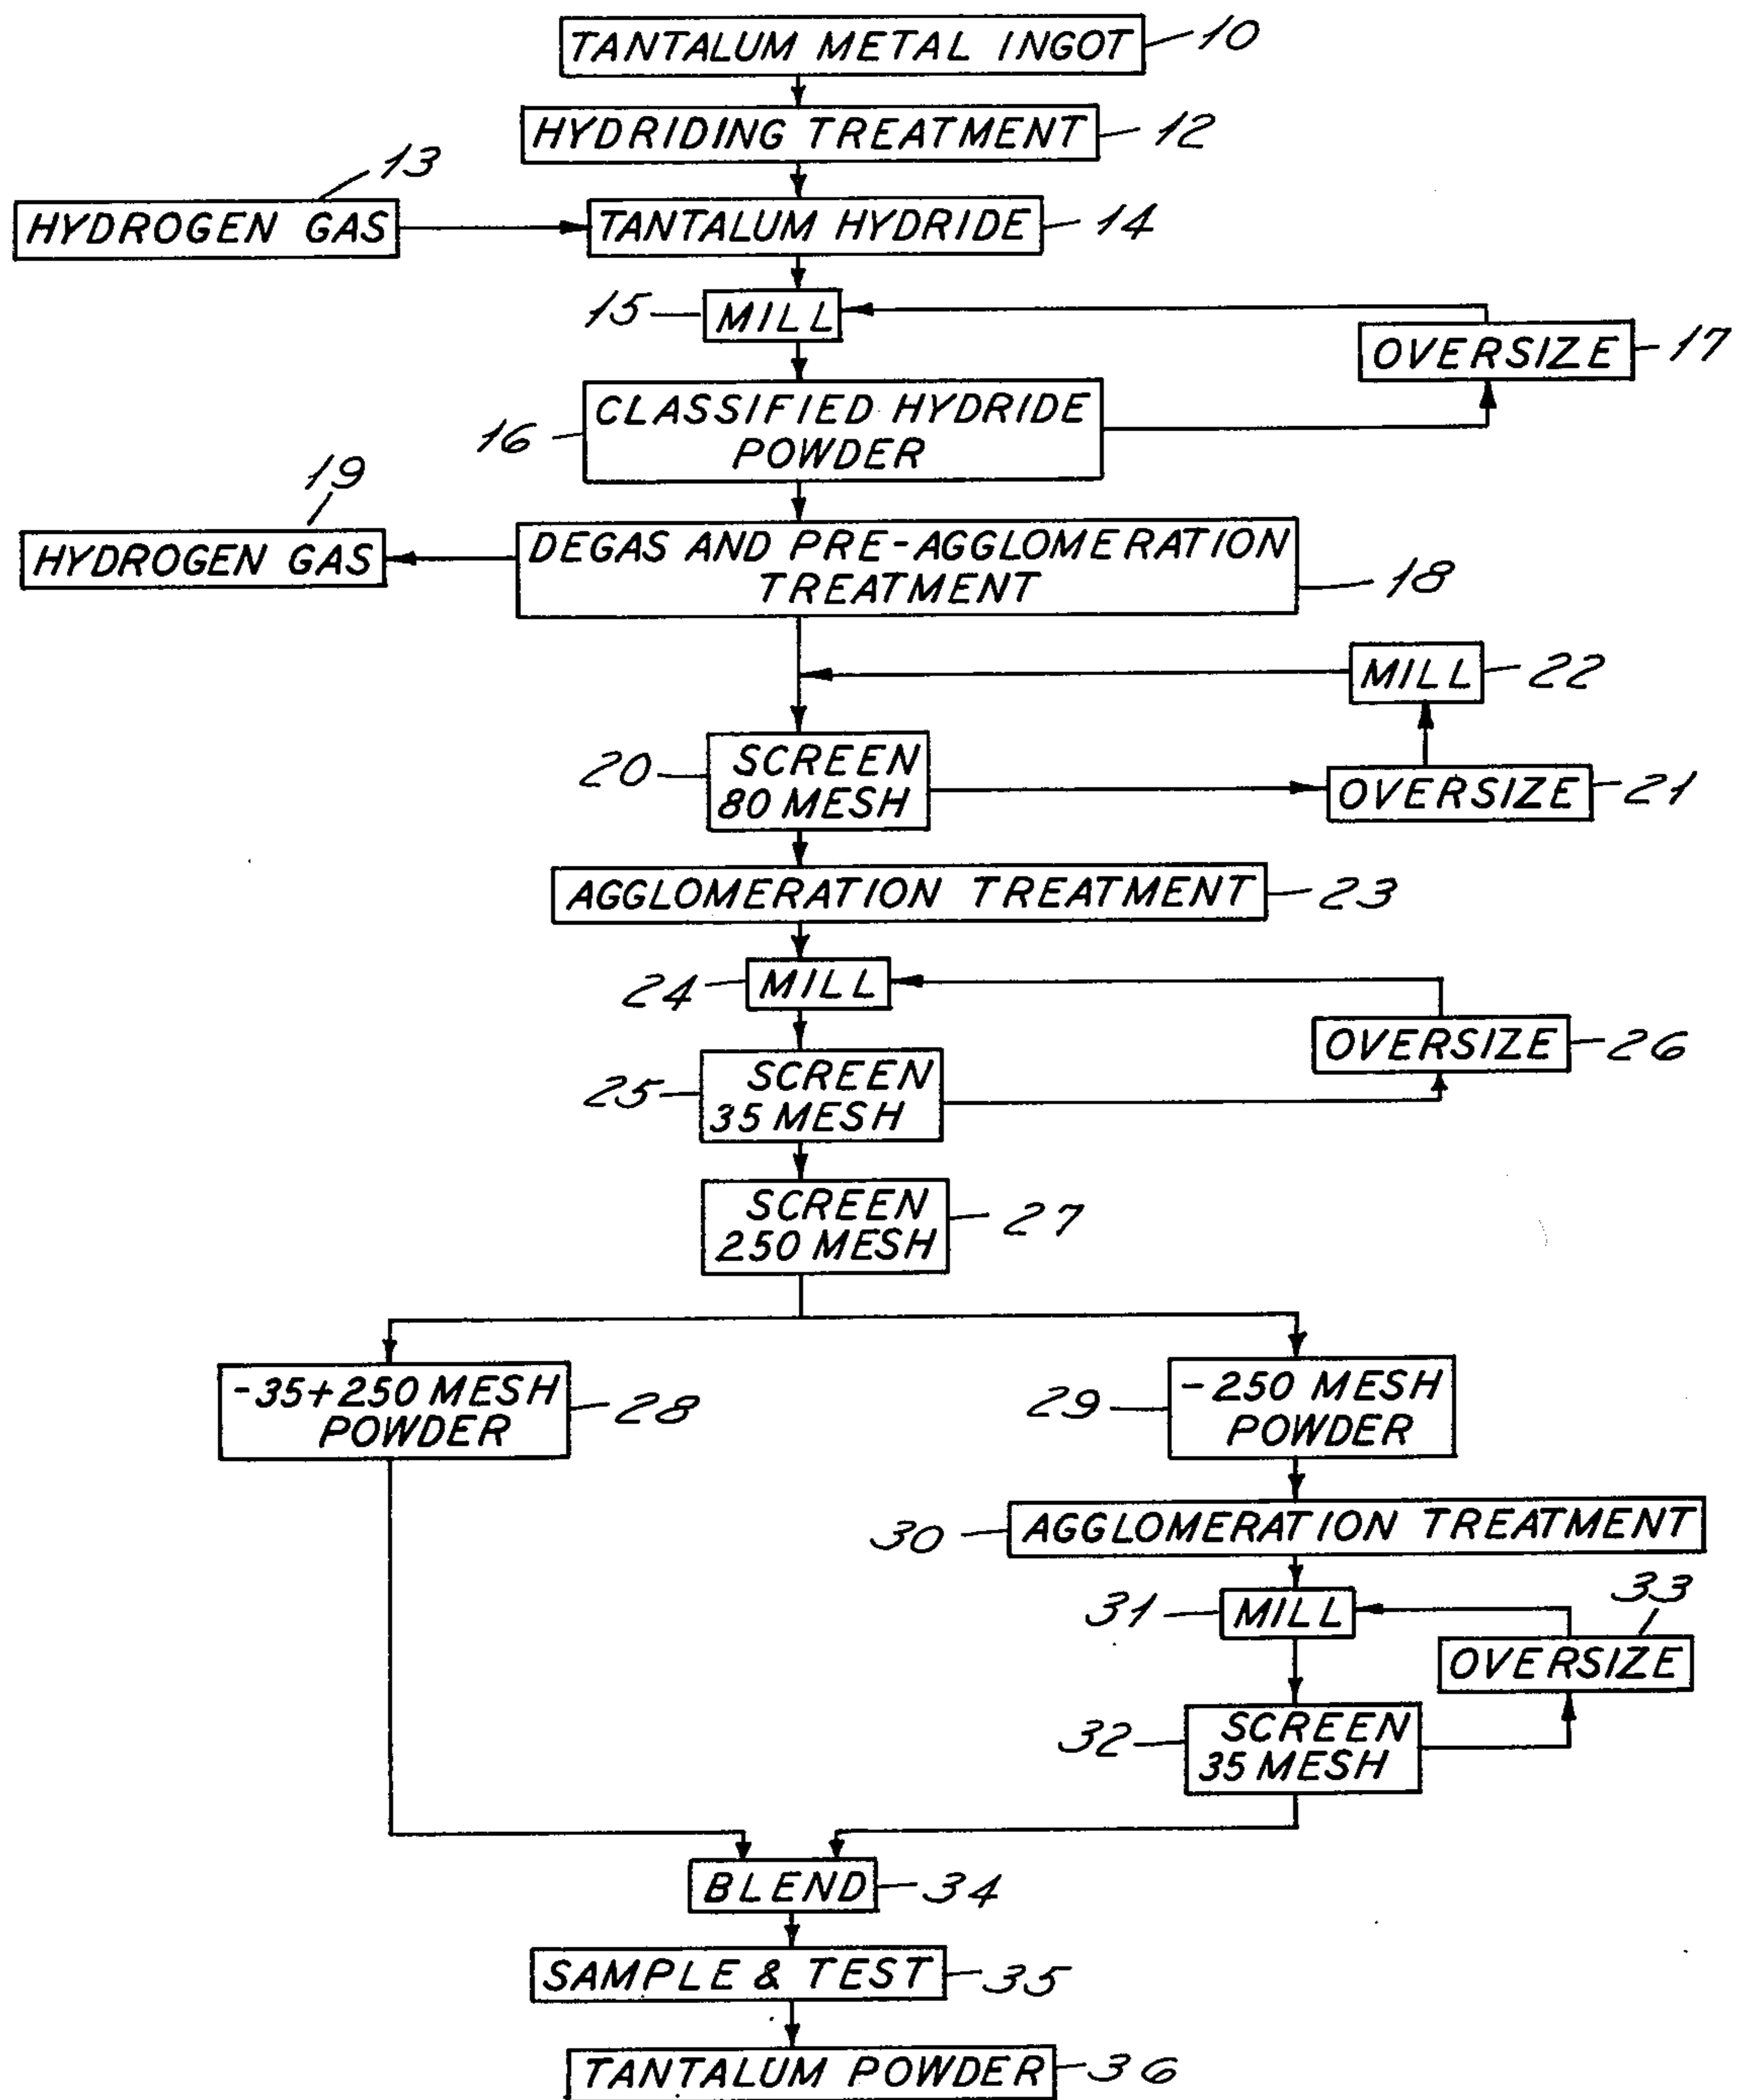 TANTALUM METAL INGOT 10
HYDRIDING TREATMENT 12
13
HYDROGEN GAS
TANTALUM HYDRIDE 14
15 MILL
OVERSIZE 17
16 CLASSIFIED HYDRIDE
POWDER
19
HYDROGEN GAS
DEGAS AND PRE-AGGLOMERATION
TREATMENT
18
MILL 22
20 SCREEN
80 MESH
OVERSIZE 21
AGGLOMERATION TREATMENT 23
24 MILL
OVERSIZE 26
25 SCREEN
35 MESH
SCREEN
250 MESH
27
-35+250 MESH
POWDER
28
29 -250 MESH
POWDER
30 AGGLOMERATION TREATMENT
31 MILL
33
OVERSIZE
32 SCREEN
35 MESH
BLEND 34
SAMPLE & TEST 35
TANTALUM POWDER 36